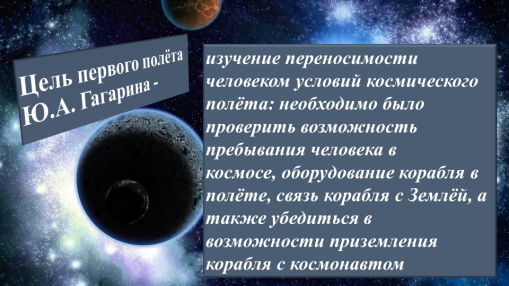 Цель первого полёта
Ю.А. Гагарина -
изучение переносимости
человеком условий космического
полёта: необходимо было
проверить возможность
пребывания человека в
космосе, оборудование корабля в
полёте, связь корабля с Землёй, а
также убедиться в
возможности приземления
корабля с космонавтом